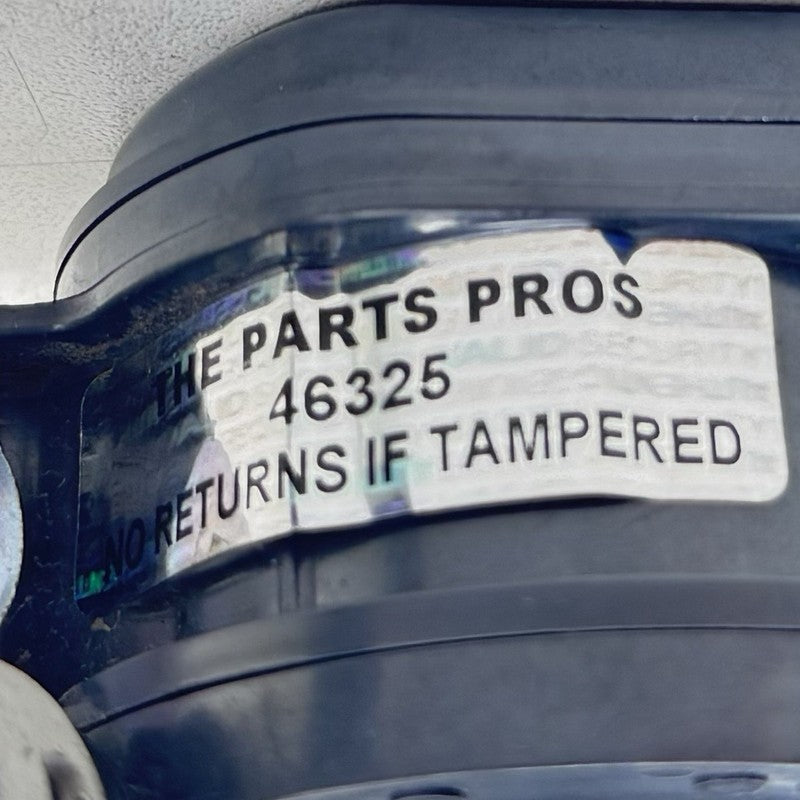 THE PARTS PROS
46325
NO RETURNS IF TAMPERED